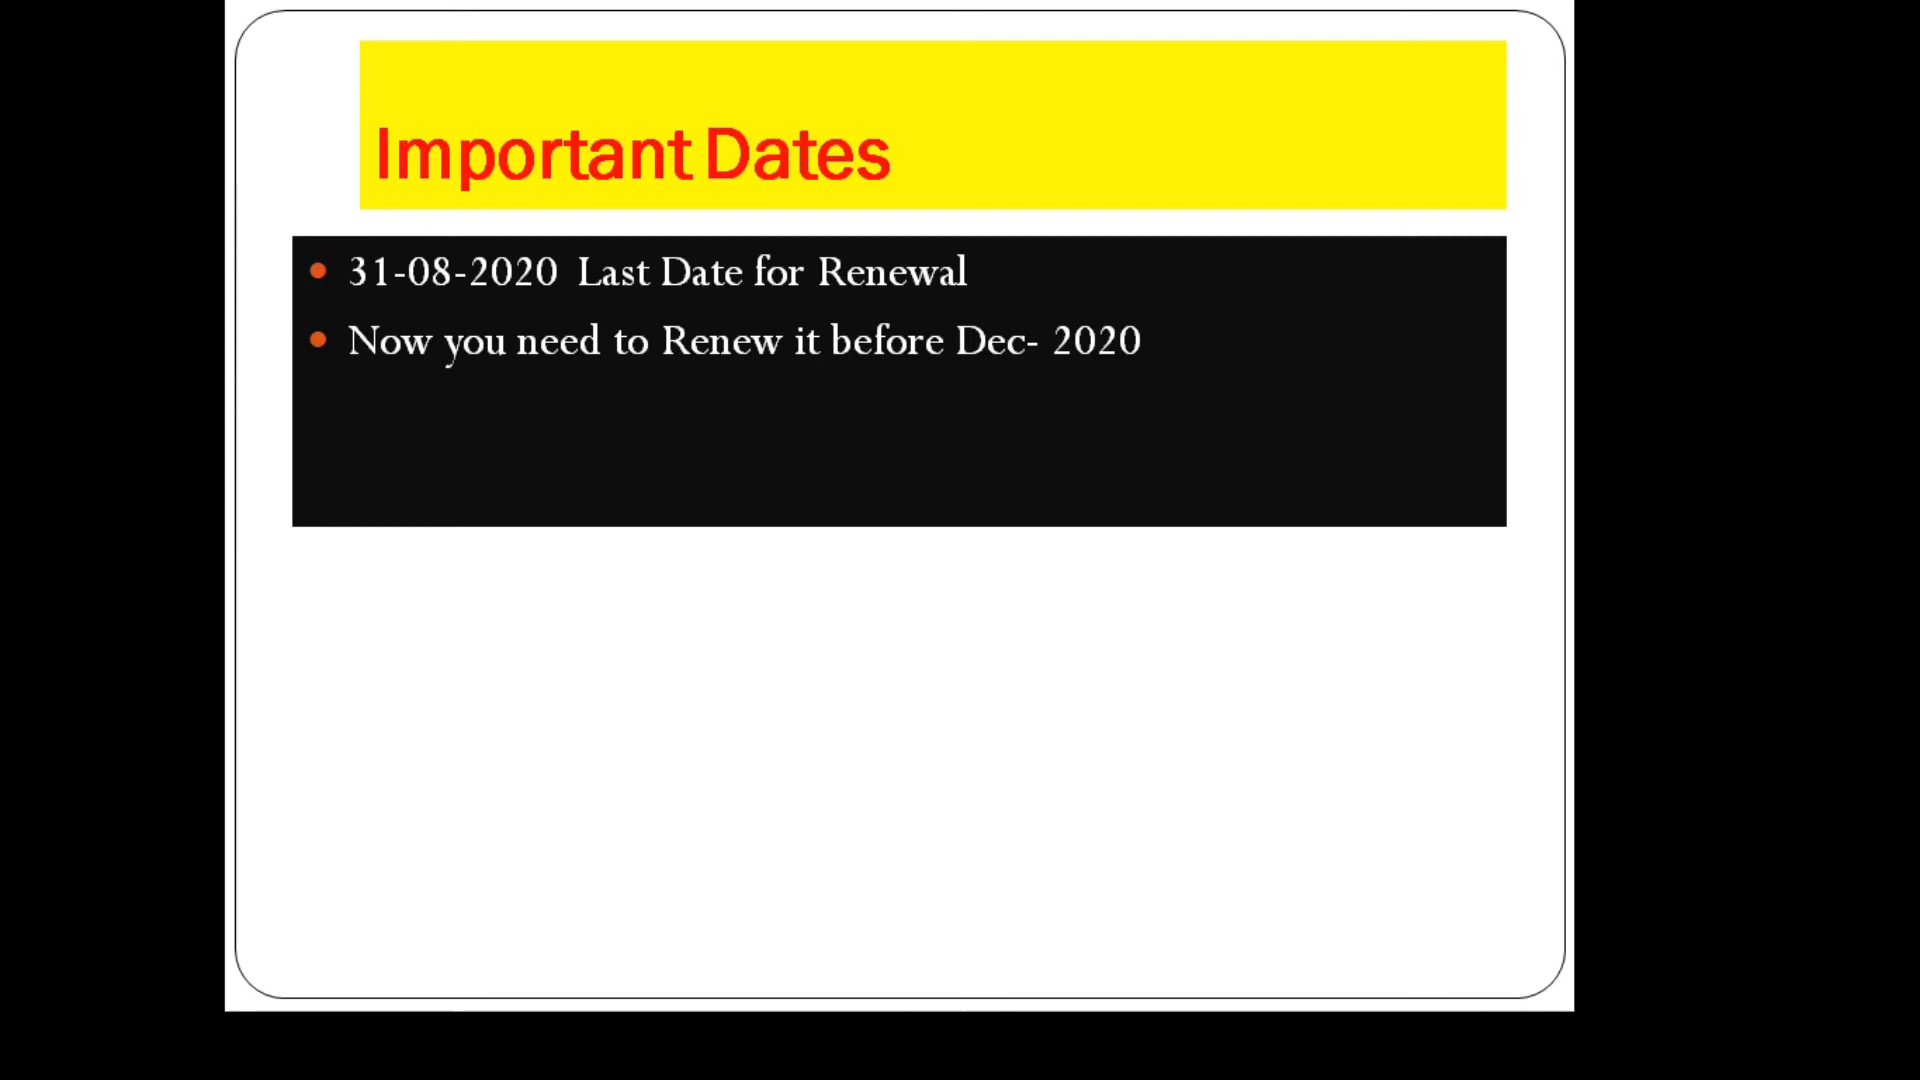 Important Dates
31-08-2020 Last Date for Renewal
Now you need to Renew it before Dec- 2020